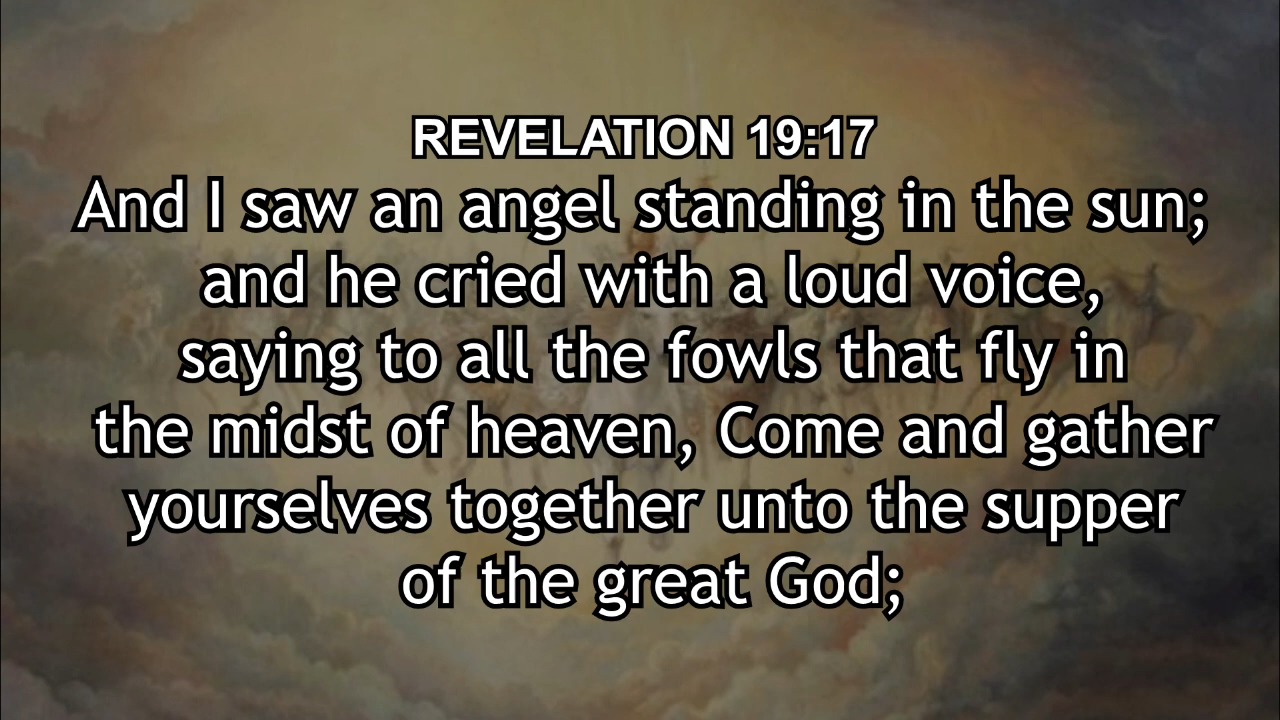 REVELATION 19:17
And I saw an angel standing in the sun;
and he cried with a loud voice,
saying to all the fowls that fly in
the midst of heaven, Come and gather
yourselves together unto the supper
of the great God;